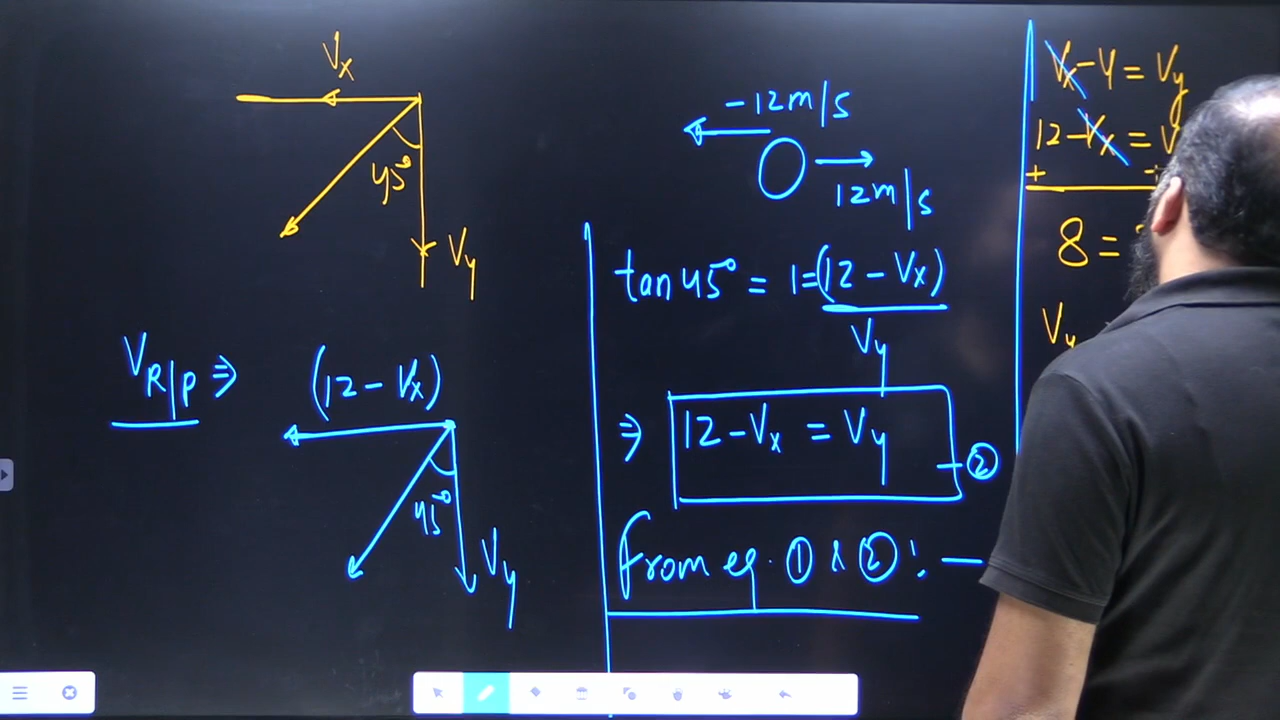 Vx
45°
Vy
VR|P ⇒ (12 - Vx)
45°
Vy
-12m/s
12m/s
tan 45° = 1 = (12 - Vx)
Vy
⇒ 12 - Vx = Vy - ②
From eq. ① & ② : —
Vx - 4 = Vy
12 - Vx = V
+ -+
8 =
Vy